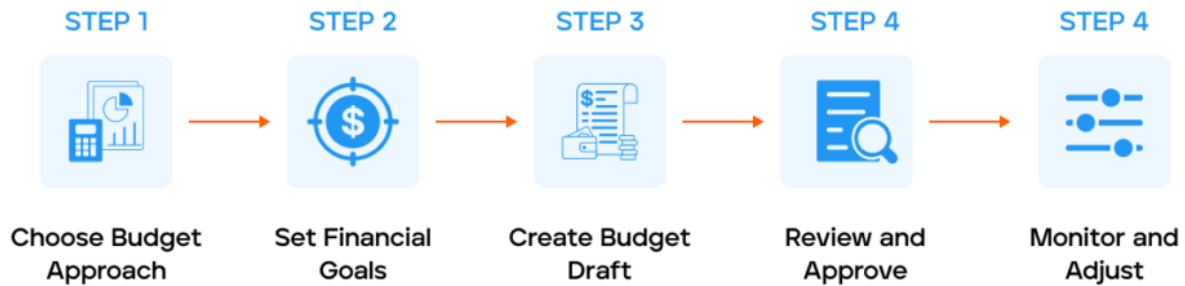 STEP 1
STEP 2
STEP 3
STEP 4
STEP 4
$
$
Choose Budget
Approach
Set Financial
Goals
Create Budget
Draft
Review and
Approve
Monitor and
Adjust